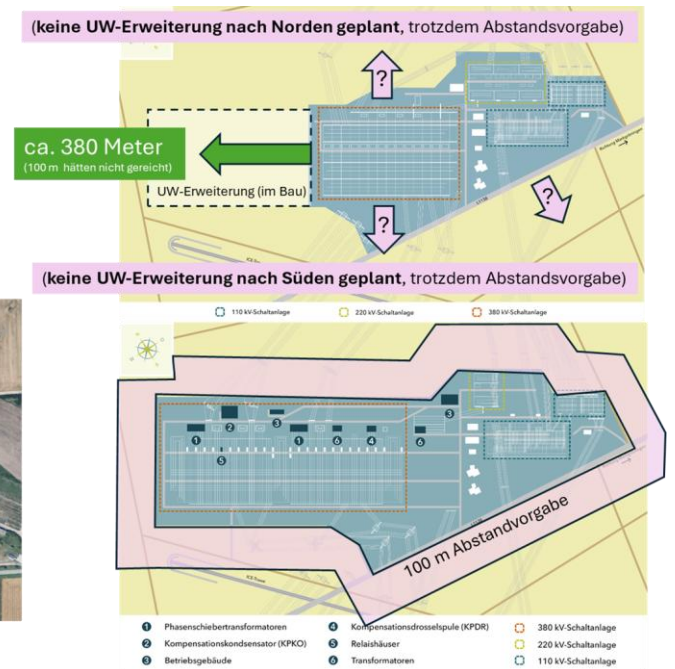 (keine UW-Erweiterung nach Norden geplant, trotzdem Abstandsvorgabe)
?
ca. 380 Meter
(100 m hätten nicht gereicht)
UW-Erweiterung (im Bau)
?
?
(keine UW-Erweiterung nach Süden geplant, trotzdem Abstandsvorgabe)
110 kV-Schaltanlage
220 kV-Schaltanlage
380 kV-Schaltanlage
3
2
3
1
1
6
4
6
5
100 m Abstandvorgabe
1 Phasenschiebertransformatoren
2 Kompensationskondensator (KPKO)
3 Betriebsgebäude
4 Kompensationsdrosselspule (KPDR)
5 Relaishäuser
6 Transformatoren
380 kV-Schaltanlage
220 kV-Schaltanlage
110 kV-Schaltanlage